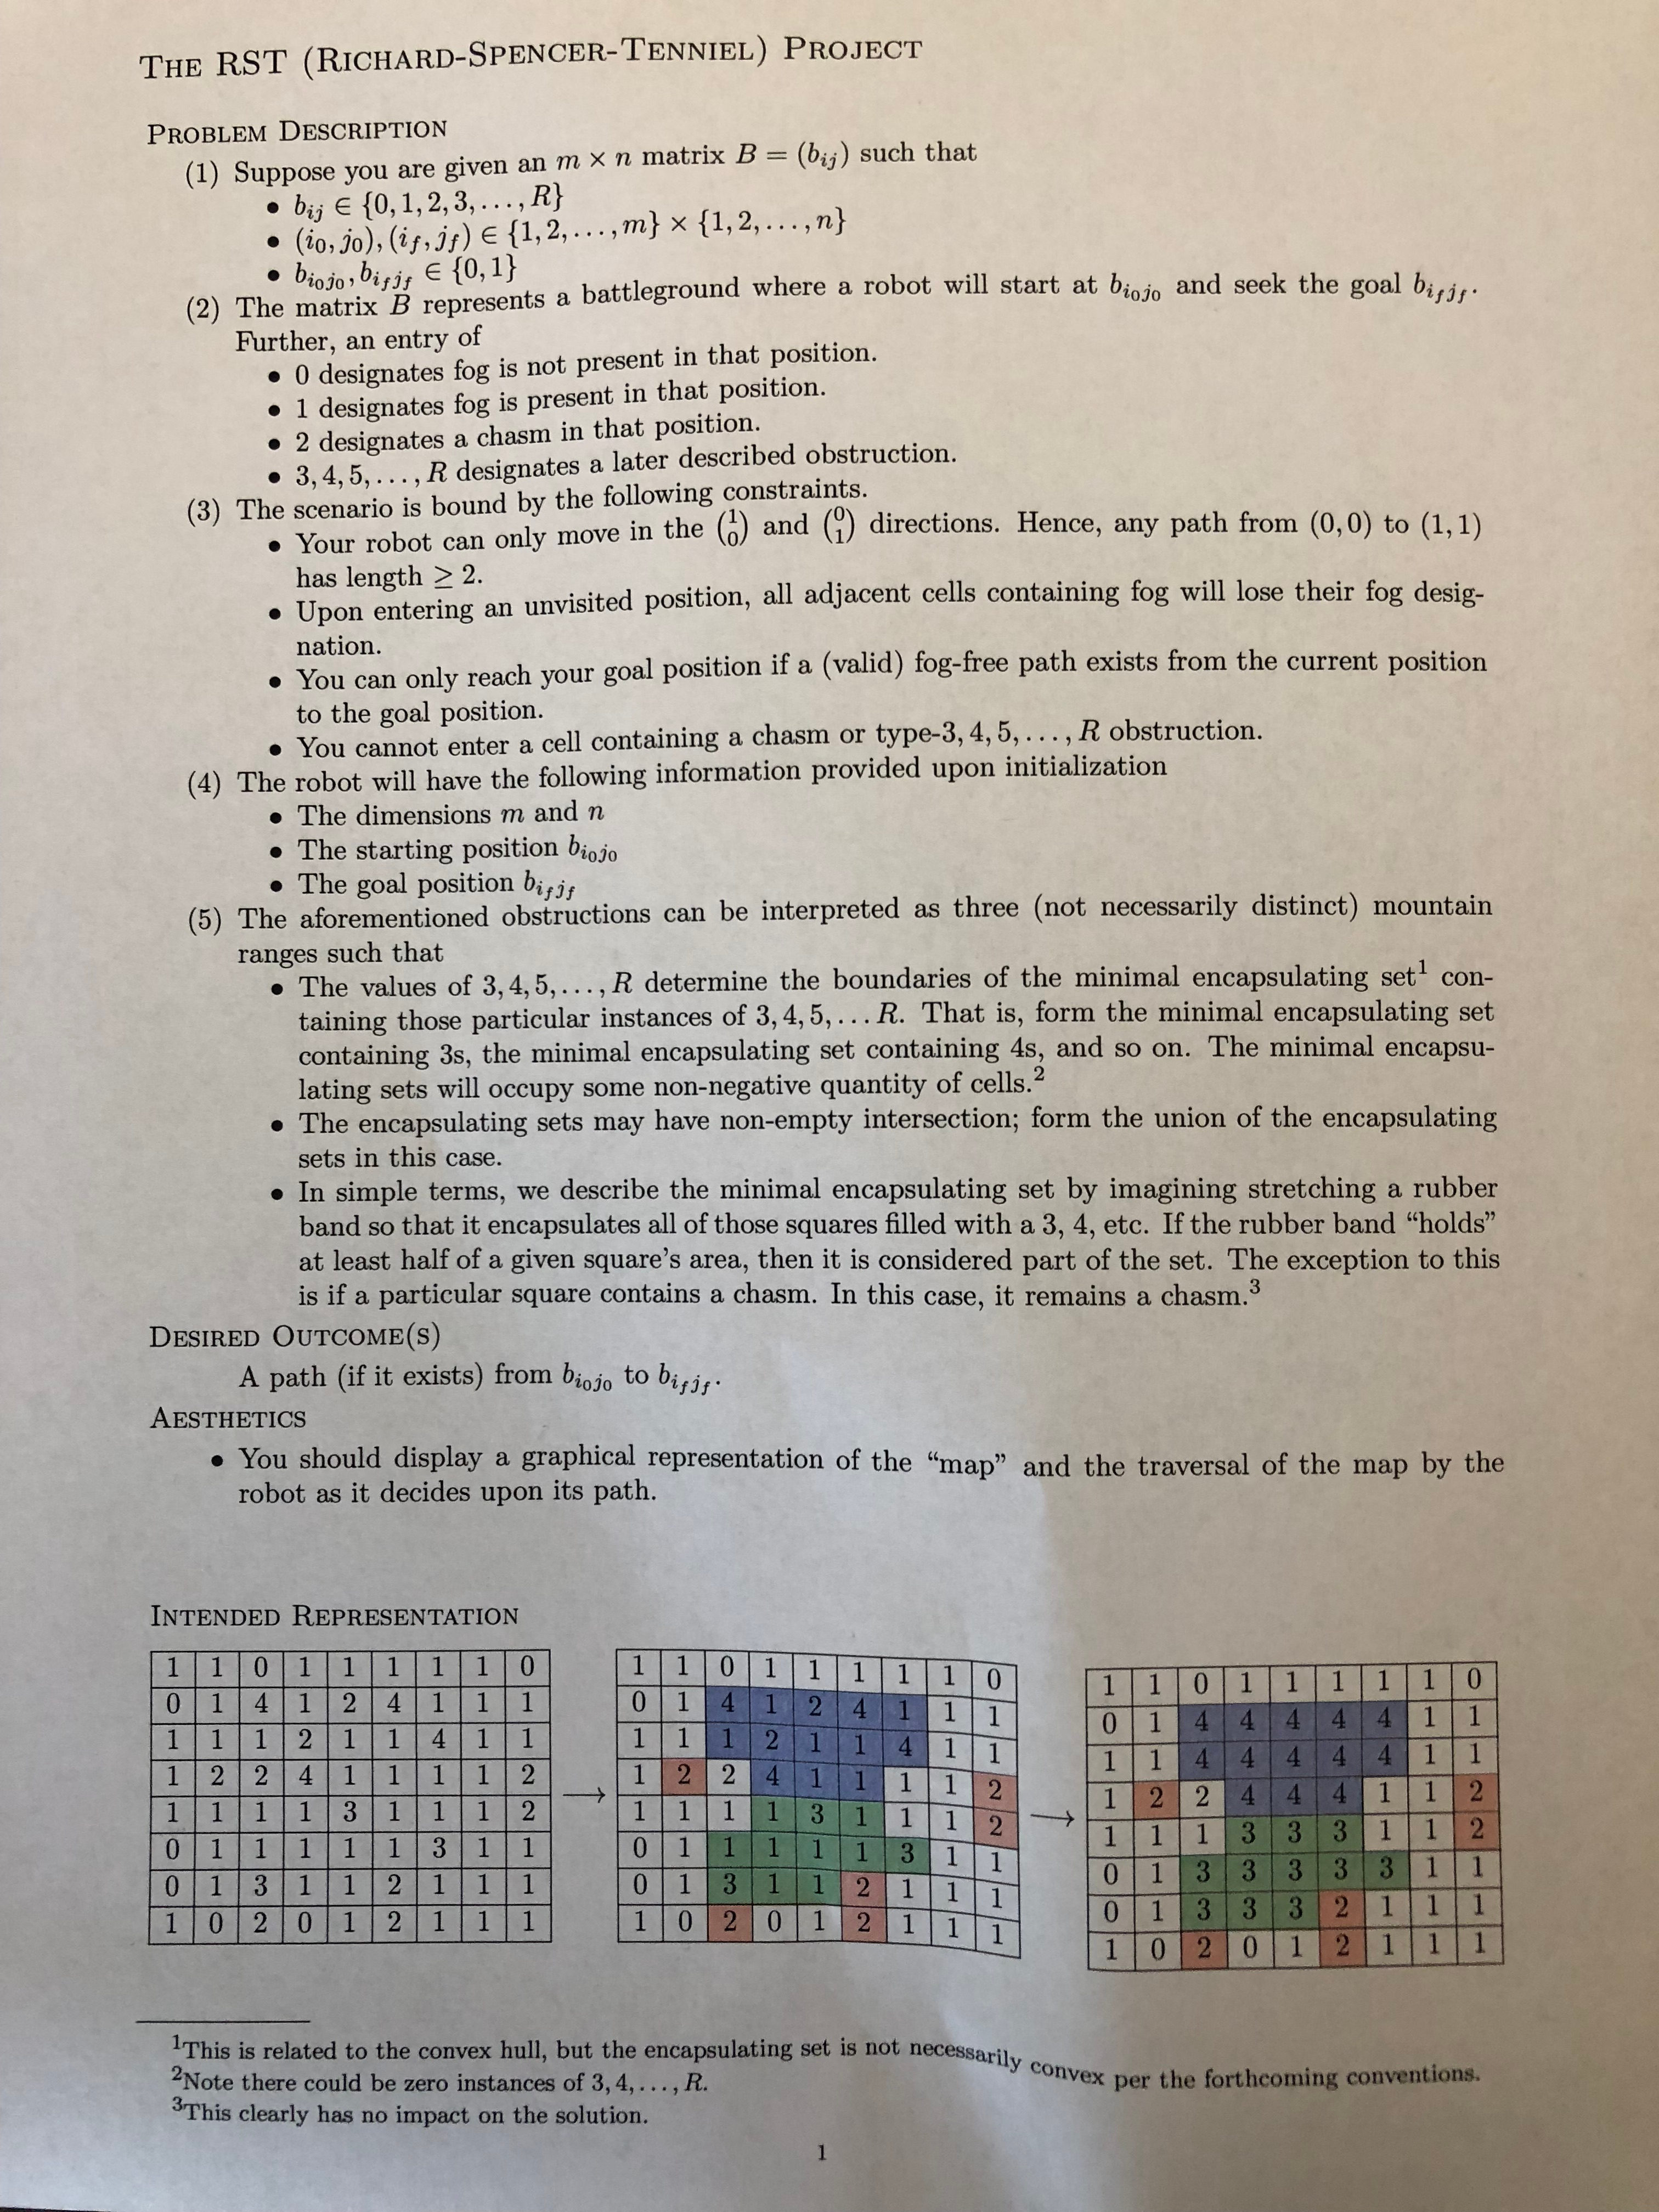 THE RST (RICHARD-SPENCER-TENNIEL) PROJECT
PROBLEM DESCRIPTION
(1) Suppose you are given an m × n matrix B = (b_{ij}) such that
• b_{ij} ∈ {0, 1, 2, 3, . . . , R}
• (i_0, j_0), (i_f, j_f) ∈ {1, 2, . . . , m} × {1, 2, . . . , n}
• b_{i_0j_0}, b_{i_fj_f} ∈ {0, 1}
(2) The matrix B represents a battleground where a robot will start at b_{i_0j_0} and seek the goal b_{i_fj_f}.
Further, an entry of
• 0 designates fog is not present in that position.
• 1 designates fog is present in that position.
• 2 designates a chasm in that position.
• 3, 4, 5, . . . , R designates a later described obstruction.
(3) The scenario is bound by the following constraints.
• Your robot can only move in the (1 0) and (0 1) directions. Hence, any path from (0, 0) to (1, 1)
has length ≥ 2.
• Upon entering an unvisited position, all adjacent cells containing fog will lose their fog desig-
nation.
• You can only reach your goal position if a (valid) fog-free path exists from the current position
to the goal position.
• You cannot enter a cell containing a chasm or type-3, 4, 5, . . . , R obstruction.
(4) The robot will have the following information provided upon initialization
• The dimensions m and n
• The starting position b_{i_0j_0}
• The goal position b_{i_fj_f}
(5) The aforementioned obstructions can be interpreted as three (not necessarily distinct) mountain
ranges such that
• The values of 3, 4, 5, . . . , R determine the boundaries of the minimal encapsulating set¹ con-
taining those particular instances of 3, 4, 5, . . . R. That is, form the minimal encapsulating set
containing 3s, the minimal encapsulating set containing 4s, and so on. The minimal encapsu-
lating sets will occupy some non-negative quantity of cells.²
• The encapsulating sets may have non-empty intersection; form the union of the encapsulating
sets in this case.
• In simple terms, we describe the minimal encapsulating set by imagining stretching a rubber
band so that it encapsulates all of those squares filled with a 3, 4, etc. If the rubber band “holds”
at least half of a given square’s area, then it is considered part of the set. The exception to this
is if a particular square contains a chasm. In this case, it remains a chasm.³
DESIRED OUTCOME(S)
A path (if it exists) from b_{i_0j_0} to b_{i_fj_f}.
AESTHETICS
• You should display a graphical representation of the “map” and the traversal of the map by the
robot as it decides upon its path.
INTENDED REPRESENTATION
1 1 0 1 1 1 1 1 0
0 1 4 1 2 4 1 1 1
1 1 1 2 1 1 4 1 1
1 2 2 4 1 1 1 1 2
1 1 1 1 3 1 1 1 2
0 1 1 1 1 1 3 1 1
0 1 3 1 1 2 1 1 1
1 0 2 0 1 2 1 1 1
→
1 1 0 1 1 1 1 1 0
0 1 4 1 2 4 1 1 1
1 1 1 2 1 1 4 1 1
1 2 2 4 1 1 1 1 2
1 1 1 1 3 1 1 1 2
0 1 1 1 1 1 3 1 1
0 1 3 1 1 2 1 1 1
1 0 2 0 1 2 1 1 1
→
1 1 0 1 1 1 1 1 0
0 1 4 4 4 4 4 1 1
1 1 4 4 4 4 4 1 1
1 2 2 4 4 4 1 1 2
1 1 1 3 3 3 1 1 2
0 1 3 3 3 3 3 1 1
0 1 3 3 3 2 1 1 1
1 0 2 0 1 2 1 1 1
¹This is related to the convex hull, but the encapsulating set is not necessarily convex per the forthcoming conventions.
²Note there could be zero instances of 3, 4, . . . , R.
³This clearly has no impact on the solution.
1